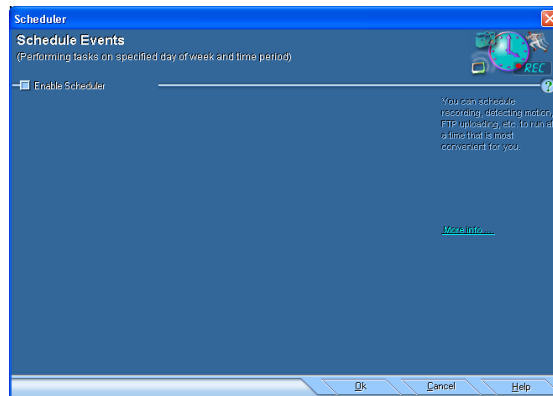 Scheduler
Schedule Events
(Performing tasks on specified day of week and time period)
REC
Enable Scheduler
?
You can schedule
recording, detecting motion,
FTP uploading, etc. to run at
a time that is most
convenient for you.
More info....
Ok
Cancel
Help